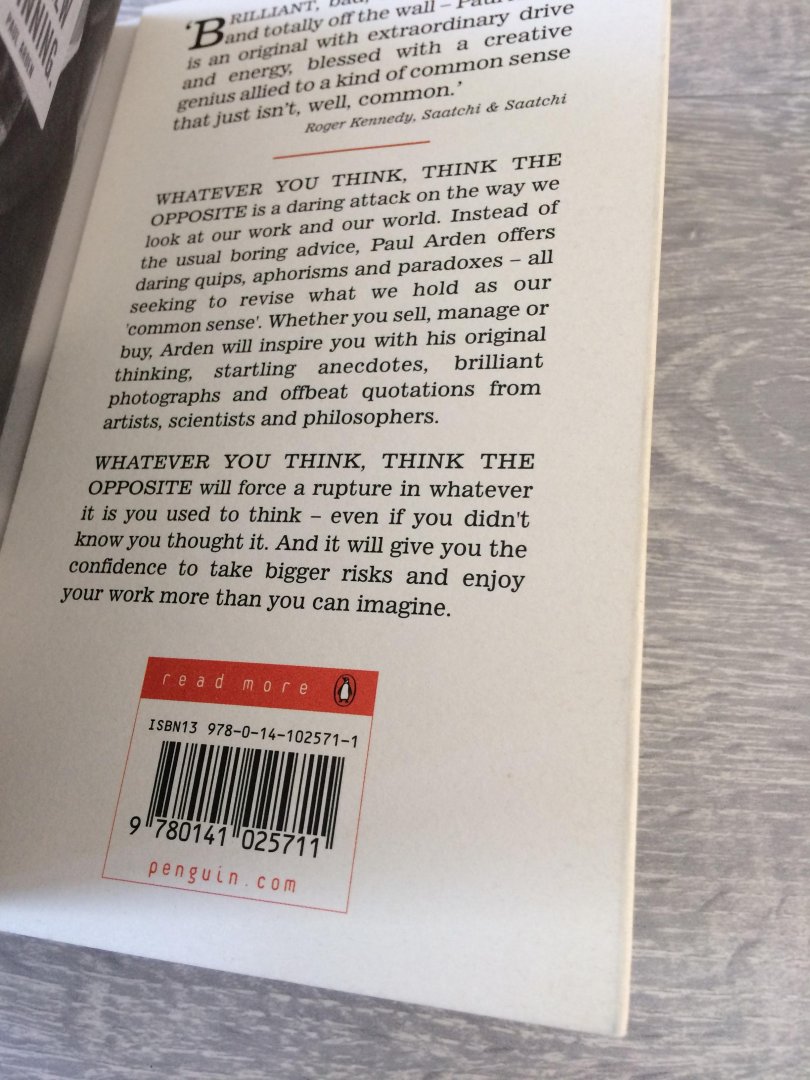 NNING.
PAUL ARDEN
'BRILLIANT, bad,
and totally off the wall – Paul
is an original with extraordinary drive
and energy, blessed with a creative
genius allied to a kind of common sense
that just isn't, well, common.'
Roger Kennedy, Saatchi & Saatchi
WHATEVER YOU THINK, THINK THE
OPPOSITE is a daring attack on the way we
look at our work and our world. Instead of
the usual boring advice, Paul Arden offers
daring quips, aphorisms and paradoxes – all
seeking to revise what we hold as our
'common sense'. Whether you sell, manage or
buy, Arden will inspire you with his original
thinking, startling anecdotes, brilliant
photographs and offbeat quotations from
artists, scientists and philosophers.
WHATEVER YOU THINK, THINK THE
OPPOSITE will force a rupture in whatever
it is you used to think – even if you didn't
know you thought it. And it will give you the
confidence to take bigger risks and enjoy
your work more than you can imagine.
read more
ISBN13 978-0-14-102571-1
9 780141 025711
penguin.com